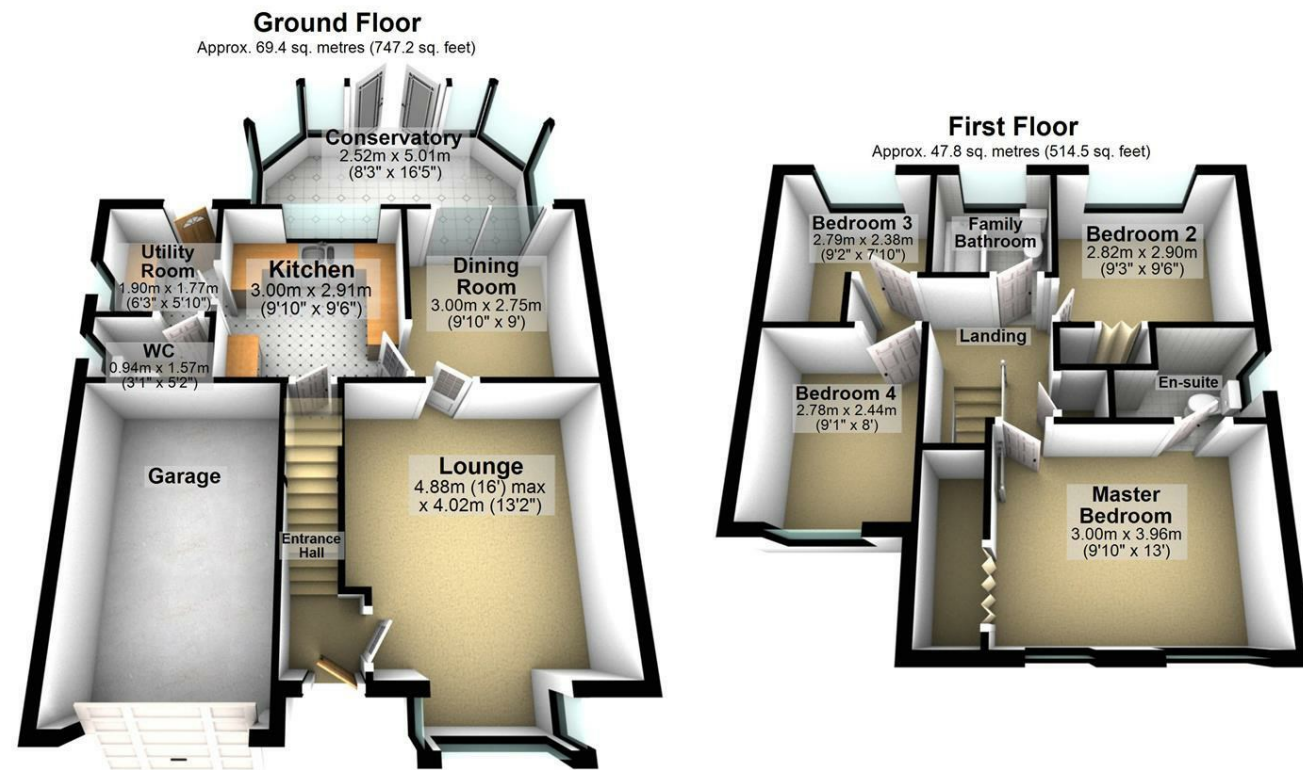 Ground Floor
Approx. 69.4 sq. metres (747.2 sq. feet)
Conservatory
2.52m x 5.01m
(8'3" x 16'5")
Utility
Room
1.90m x 1.77m
(6'3" x 5'10")
Kitchen
3.00m x 2.91m
(9'10" x 9'6")
Dining
Room
3.00m x 2.75m
(9'10" x 9')
WC
0.94m x 1.57m
(3'1" x 5'2")
Garage
Lounge
4.88m (16') max
x 4.02m (13'2")
Entrance
Hall
First Floor
Approx. 47.8 sq. metres (514.5 sq. feet)
Bedroom 3
2.79m x 2.38m
(9'2" x 7'10")
Family
Bathroom
Bedroom 2
2.82m x 2.90m
(9'3" x 9'6")
Landing
En-suite
Bedroom 4
2.78m x 2.44m
(9'1" x 8')
Master
Bedroom
3.00m x 3.96m
(9'10" x 13')